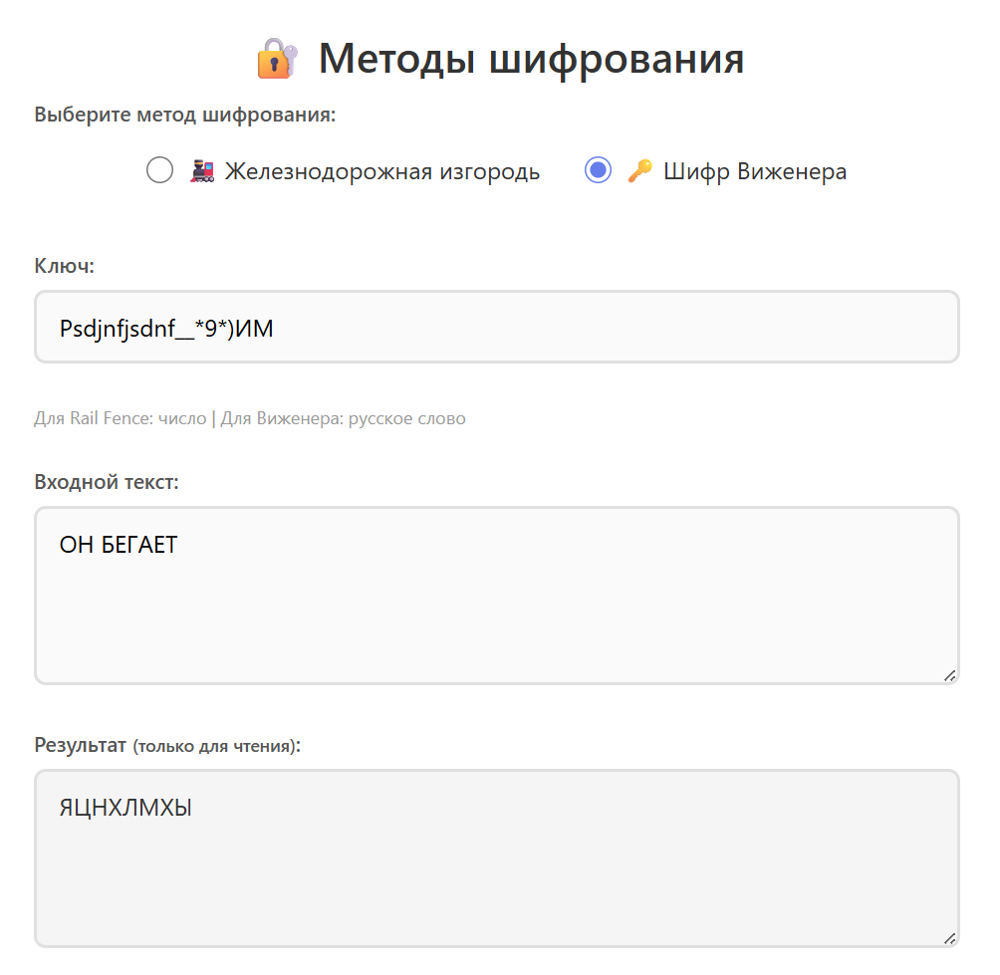 Методы шифрования
Выберите метод шифрования:
Железнодорожная изгородь
Шифр Виженера
Ключ:
Psdjnfjsdnf__*9*)ИМ
Для Rail Fence: число | Для Виженера: русское слово
Входной текст:
ОН БЕГАЕТ
Результат (только для чтения):
ЯЦНХЛМХЫ